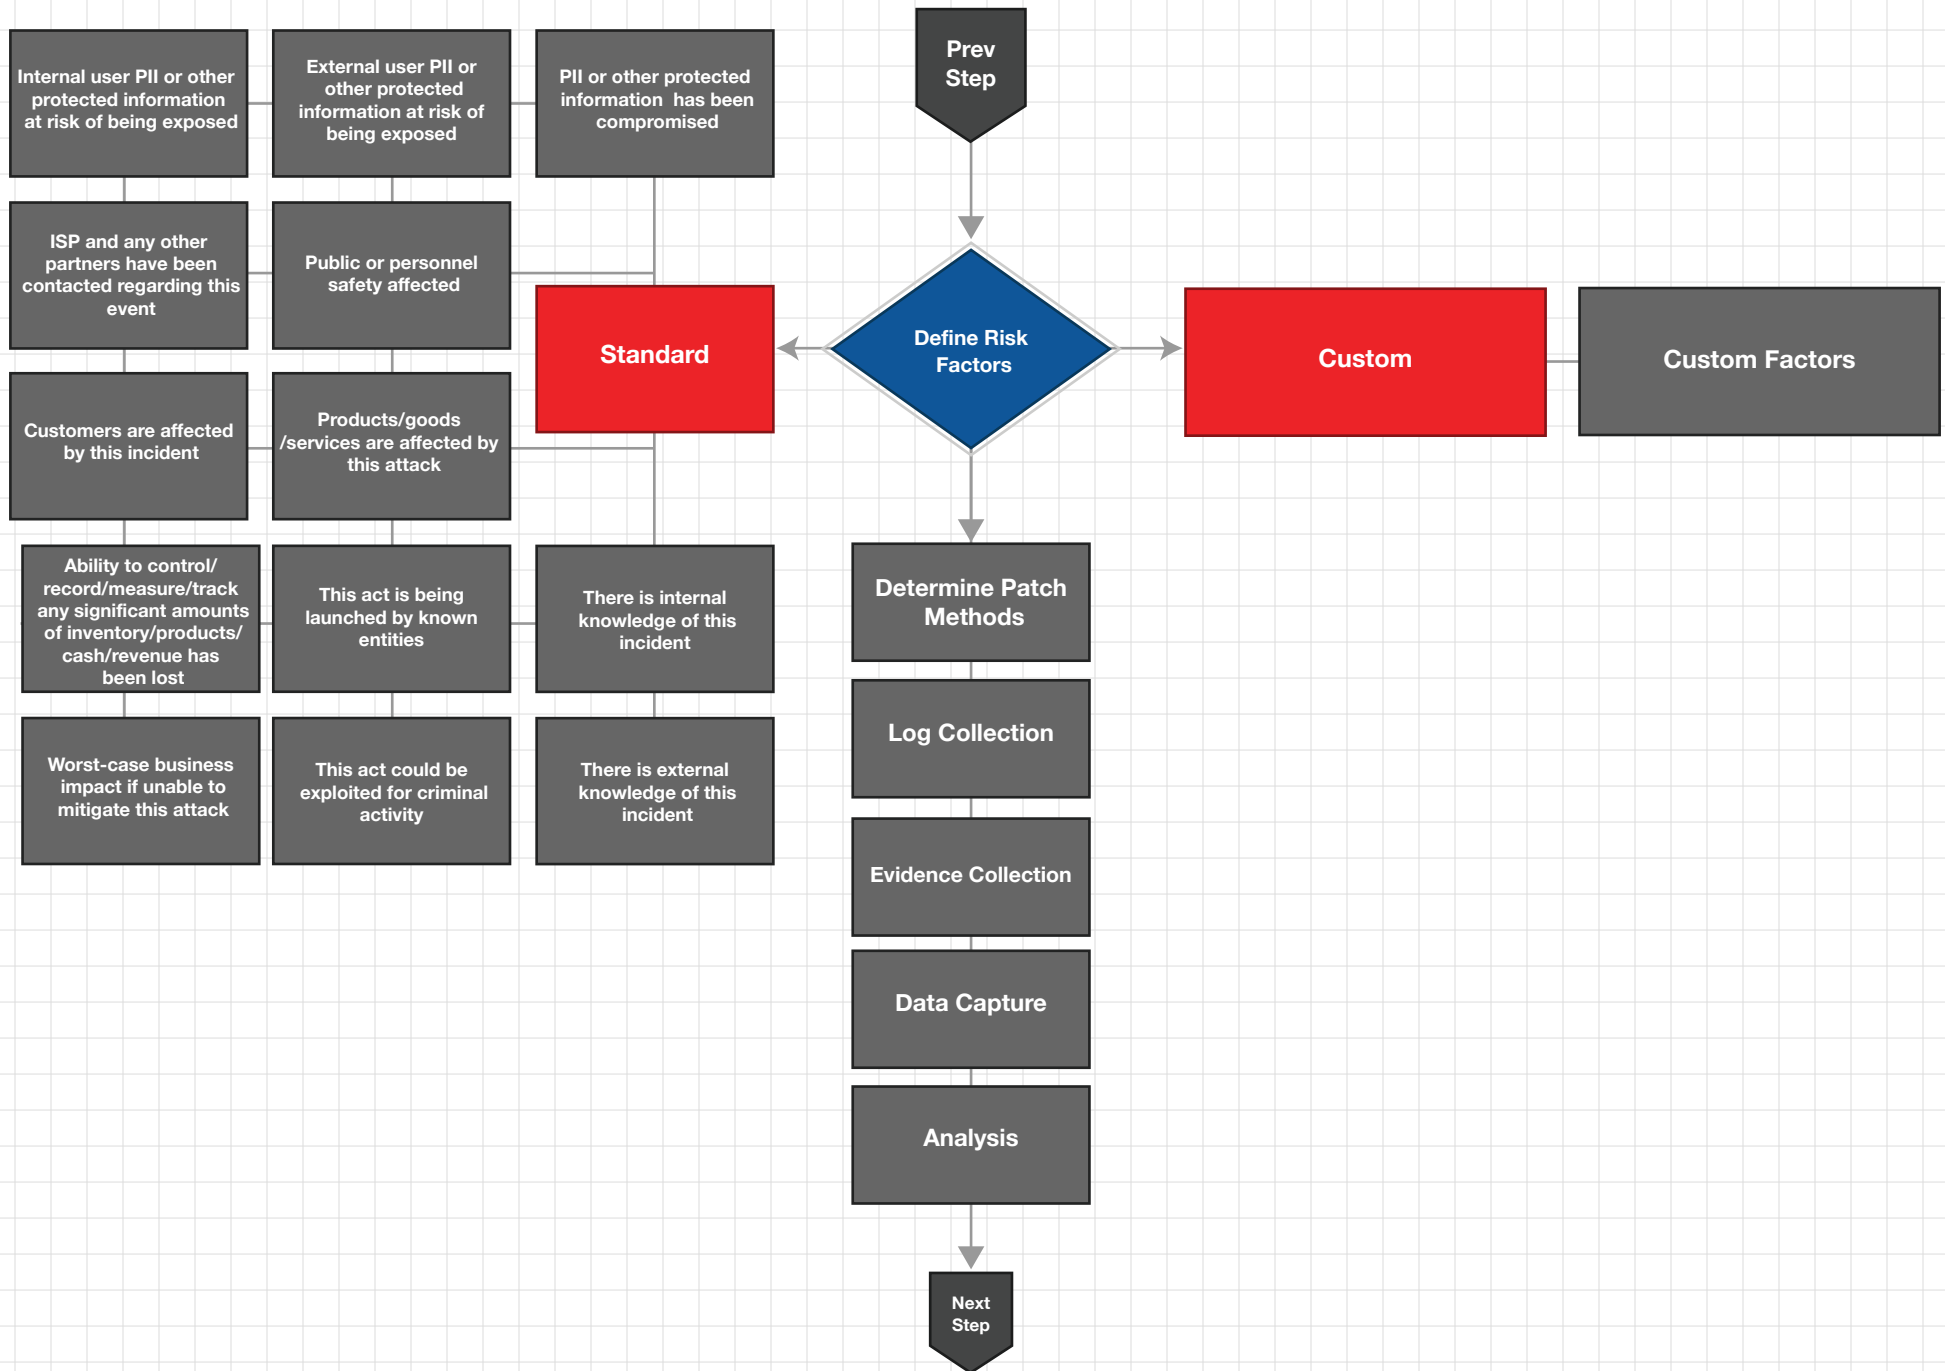 Prev
Step
Internal user PII or other
protected information
at risk of being exposed
External user PII or
other protected
information at risk of
being exposed
PII or other protected
information has been
compromised
ISP and any other
partners have been
contacted regarding this
event
Public or personnel
safety affected
Standard
Define Risk
Factors
Custom
Custom Factors
Customers are affected
by this incident
Products/goods
/services are affected by
this attack
Ability to control/
record/measure/track
any significant amounts
of inventory/products/
cash/revenue has
been lost
This act is being
launched by known
entities
There is internal
knowledge of this
incident
Determine Patch
Methods
Worst-case business
impact if unable to
mitigate this attack
This act could be
exploited for criminal
activity
There is external
knowledge of this
incident
Log Collection
Evidence Collection
Data Capture
Analysis
Next
Step